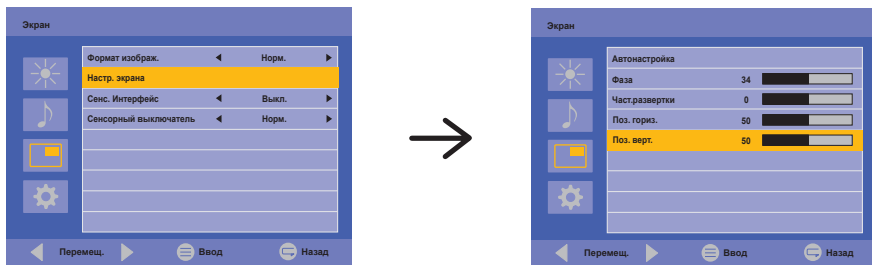 Экран
Формат изображ. Норм.
Настр. экрана
Сенс. Интерфейс Выкл.
Сенсорный выключатель Норм.
Перемещ. Ввод Назад
Экран
Автонастройка
Фаза 34
Част.развертки 0
Поз. гориз. 50
Поз. верт. 50
Перемещ. Ввод Назад